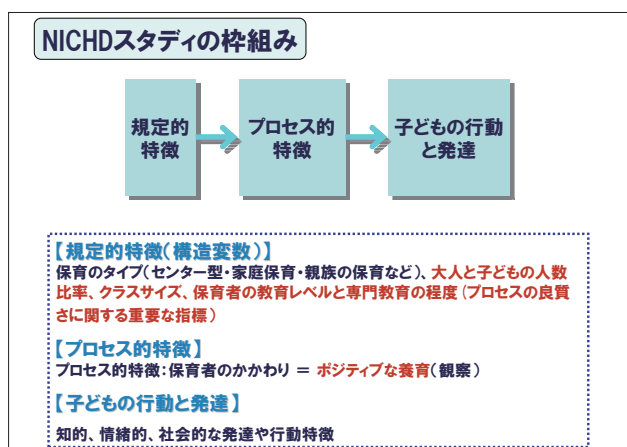 NICHDスタディの枠組み
規定的
特徴
プロセス的
特徴
子どもの行動
と発達
【規定的特徴(構造変数)】
保育のタイプ(センター型・家庭保育・親族の保育など)、大人と子どもの人数
比率、クラスサイズ、保育者の教育レベルと専門教育の程度(プロセスの良質
さに関する重要な指標)
【プロセス的特徴】
プロセス的特徴:保育者のかかわり = ポジティブな養育(観察)
【子どもの行動と発達】
知的、情緒的、社会的な発達や行動特徴